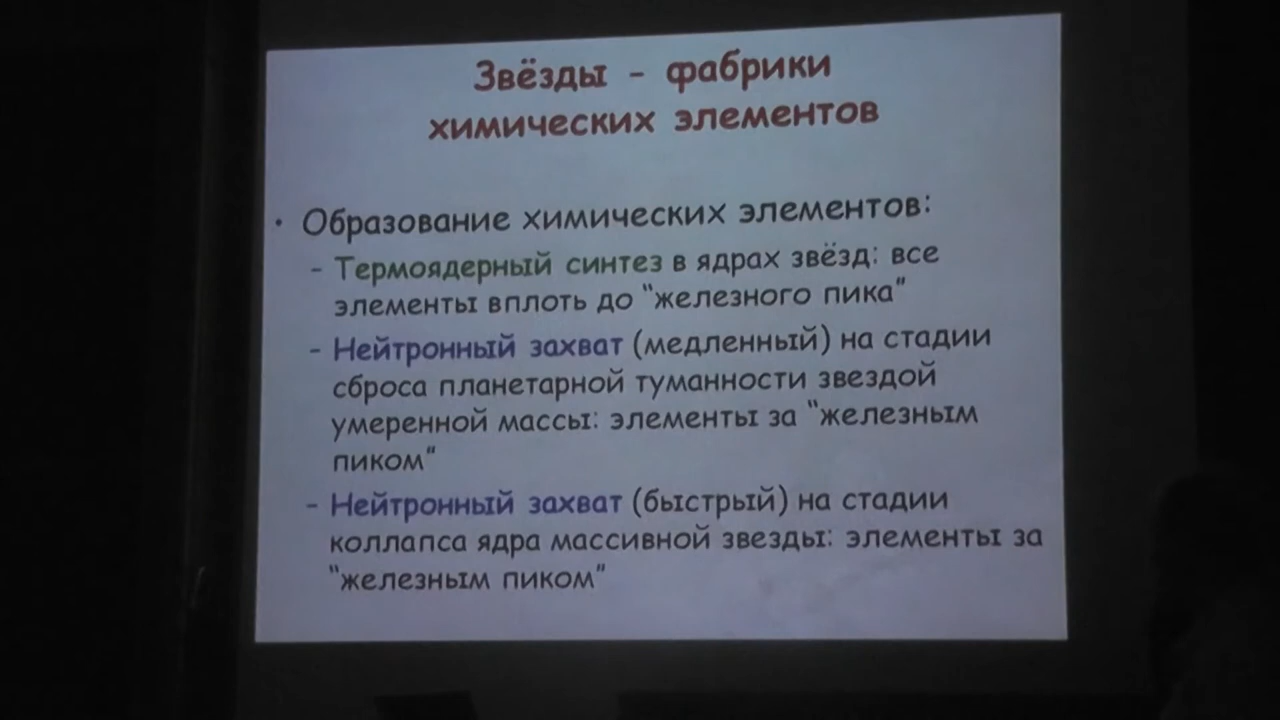 Звёзды - фабрики
химических элементов
• Образование химических элементов:
- Термоядерный синтез в ядрах звёзд: все
элементы вплоть до "железного пика"
- Нейтронный захват (медленный) на стадии
сброса планетарной туманности звездой
умеренной массы: элементы за "железным
пиком"
- Нейтронный захват (быстрый) на стадии
коллапса ядра массивной звезды: элементы за
"железным пиком"